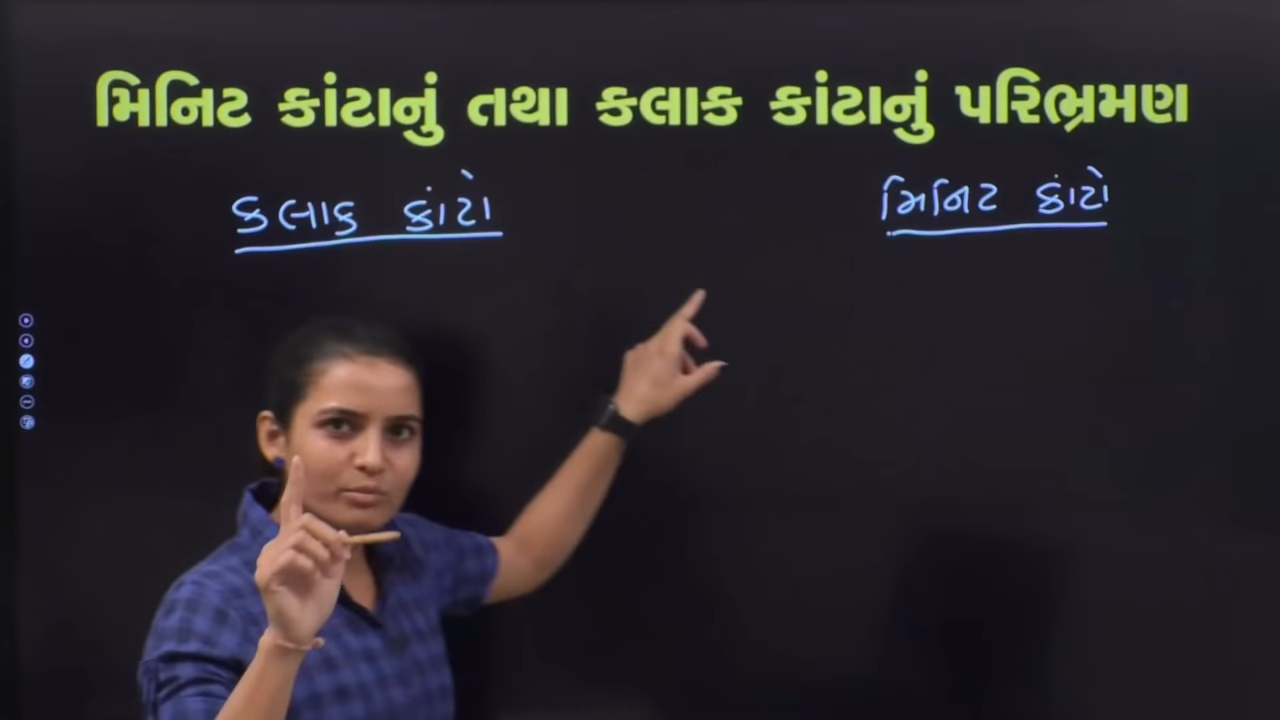 મિનિટ કાંટાનું તથા કલાક કાંટાનું પરિભ્રમણ
કલાક કાંટો
મિનિટ કાંટો